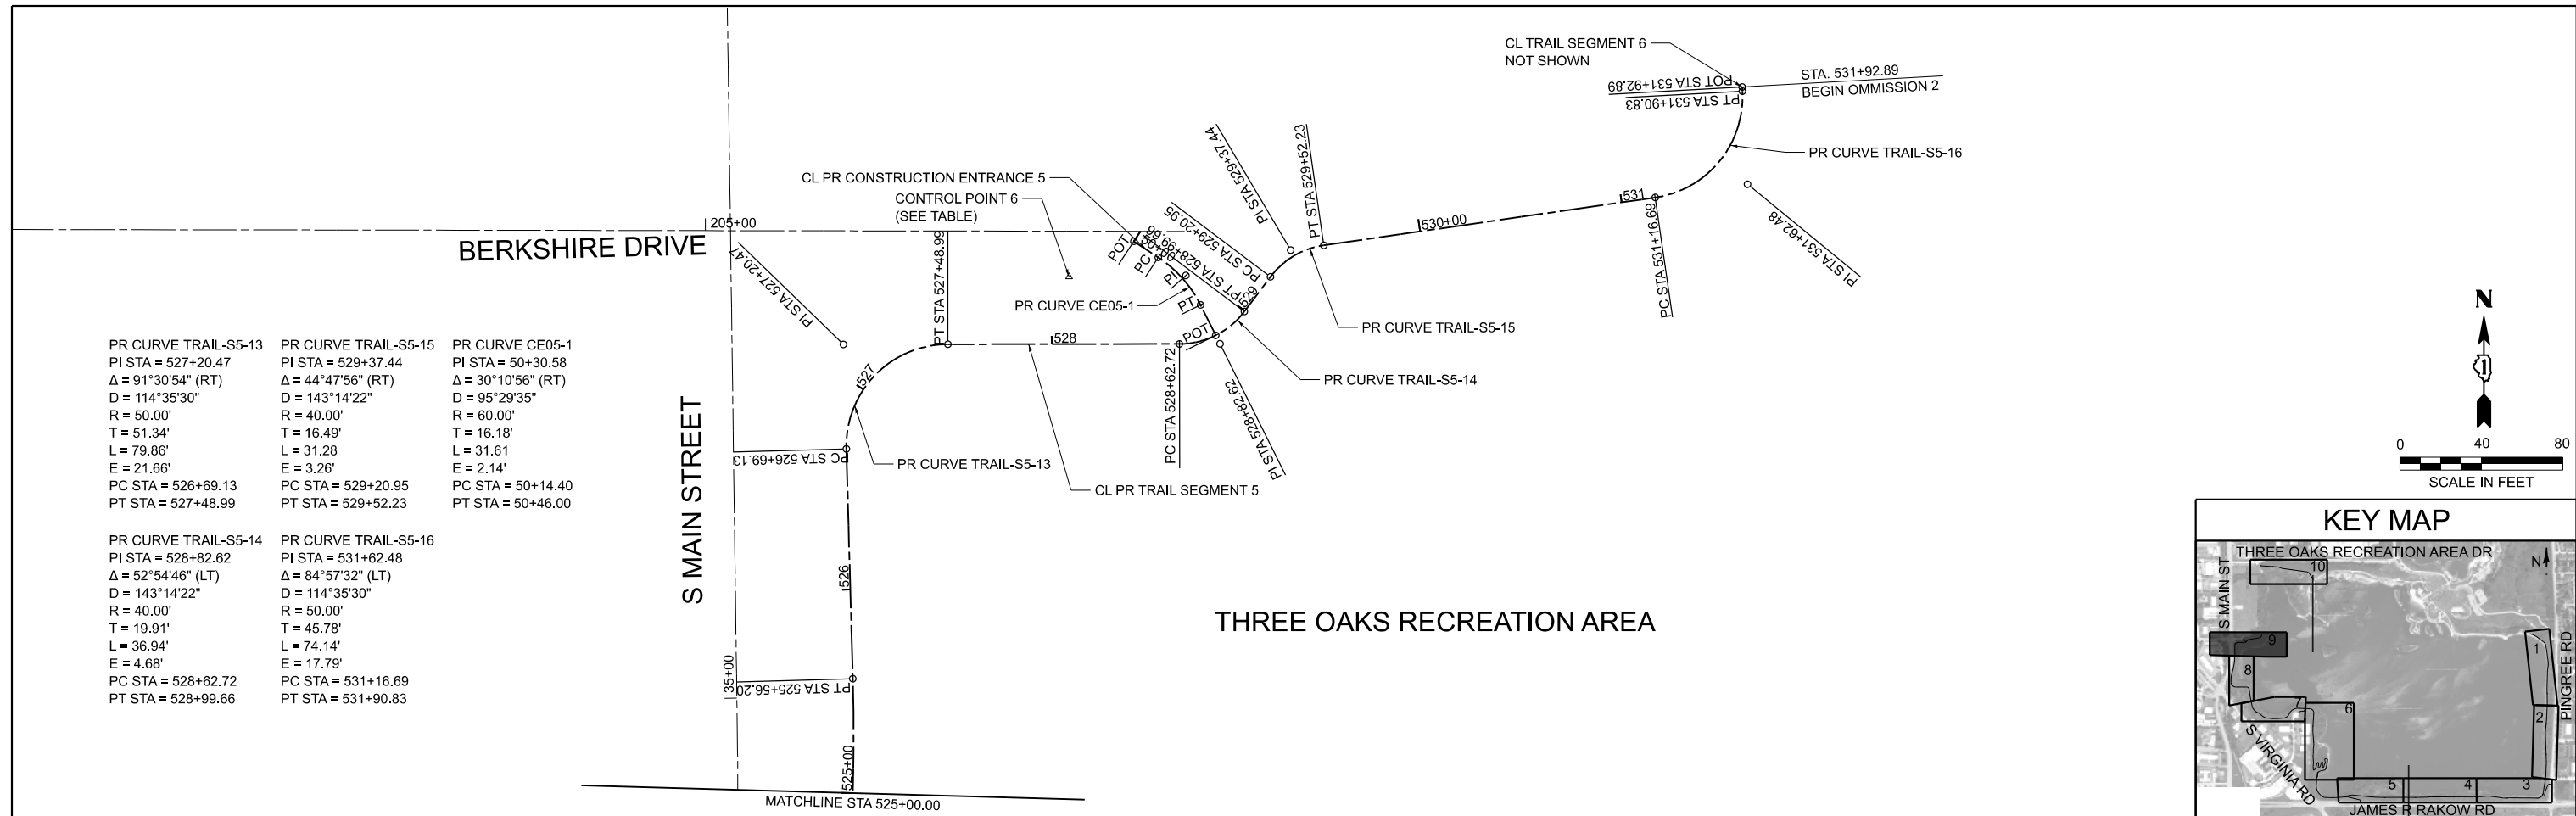 CL TRAIL SEGMENT 6
NOT SHOWN
POT STA 531+92.89
PT STA 531+90.83
STA. 531+92.89
BEGIN OMMISSION 2
PR CURVE TRAIL-S5-16
PI STA 531+62.48
PC STA 531+16.69
531
530+00
PT STA 529+52.23
PI STA 529+37.44
PC STA 529+20.95
PR CURVE TRAIL-S5-15
529
PT STA 528+99.66
50+00
POT
PC
PI
PT
POT
CL PR CONSTRUCTION ENTRANCE 5
CONTROL POINT 6
(SEE TABLE)
PR CURVE CE05-1
PR CURVE TRAIL-S5-14
PI STA 528+82.62
PC STA 528+62.72
528
PT STA 527+48.99
PI STA 527+20.47
205+00
BERKSHIRE DRIVE
527
PR CURVE TRAIL-S5-13
CL PR TRAIL SEGMENT 5
PC STA 526+69.13
S MAIN STREET
526
35+00
PT STA 525+56.20
525+00
MATCHLINE STA 525+00.00
THREE OAKS RECREATION AREA
PR CURVE TRAIL-S5-13
PI STA = 527+20.47
Δ = 91°30'54" (RT)
D = 114°35'30"
R = 50.00'
T = 51.34'
L = 79.86'
E = 21.66'
PC STA = 526+69.13
PT STA = 527+48.99
PR CURVE TRAIL-S5-15
PI STA = 529+37.44
Δ = 44°47'56" (RT)
D = 143°14'22"
R = 40.00'
T = 16.49'
L = 31.28
E = 3.26'
PC STA = 529+20.95
PT STA = 529+52.23
PR CURVE CE05-1
PI STA = 50+30.58
Δ = 30°10'56" (RT)
D = 95°29'35"
R = 60.00'
T = 16.18'
L = 31.61
E = 2.14'
PC STA = 50+14.40
PT STA = 50+46.00
PR CURVE TRAIL-S5-14
PI STA = 528+82.62
Δ = 52°54'46" (LT)
D = 143°14'22"
R = 40.00'
T = 19.91'
L = 36.94'
E = 4.68'
PC STA = 528+62.72
PT STA = 528+99.66
PR CURVE TRAIL-S5-16
PI STA = 531+62.48
Δ = 84°57'32" (LT)
D = 114°35'30"
R = 50.00'
T = 45.78'
L = 74.14'
E = 17.79'
PC STA = 531+16.69
PT STA = 531+90.83
N
1
0 40 80
SCALE IN FEET
KEY MAP
THREE OAKS RECREATION AREA DR
N
S MAIN ST
10
9
8
7
6
1
2
PINGREE RD
S VIRGINIA RD
5 4 3
JAMES R RAKOW RD